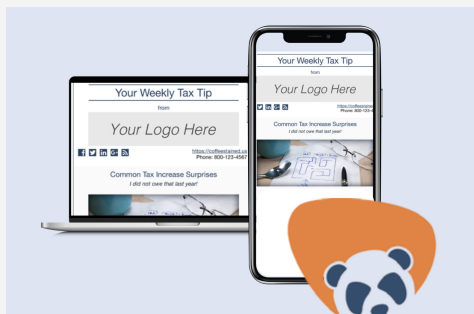 Your Weekly Tax Tip
from
Your Logo Here
https://coffeestained.us
Phone: 800-123-4567
Common Tax Increase Surprises
I did not owe that last year!
Your Weekly Tax Tip
from
Your Logo Here
Phone: 800-123-4
Common Tax Increase Surprises
I did not owe that last year!